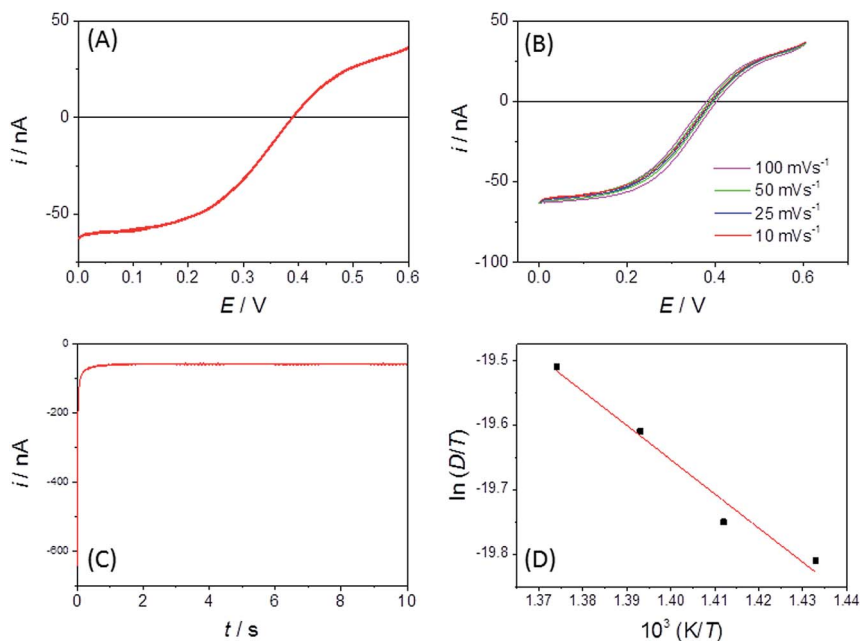 (A)
i / nA
50
0
-50
0.0 0.1 0.2 0.3 0.4 0.5 0.6
E / V
(B)
i / nA
50
0
-50
-100
0.0 0.2 0.4 0.6
E / V
100 mVs⁻¹
50 mVs⁻¹
25 mVs⁻¹
10 mVs⁻¹
(C)
i / nA
0
-200
-400
-600
0 2 4 6 8 10
t / s
(D)
ln (D/T)
-19.5
-19.6
-19.7
-19.8
1.37 1.38 1.39 1.40 1.41 1.42 1.43 1.44
10³ (K/T)